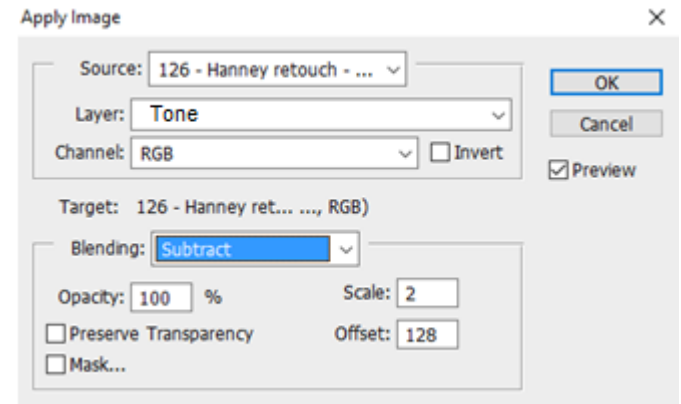 Apply Image
Source: 126 - Hanney retouch - ...
OK
Layer: Tone
Cancel
Channel: RGB Invert
Preview
Target: 126 - Hanney ret... ..., RGB)
Blending: Subtract
Opacity: 100 % Scale: 2
Preserve Transparency Offset: 128
Mask...